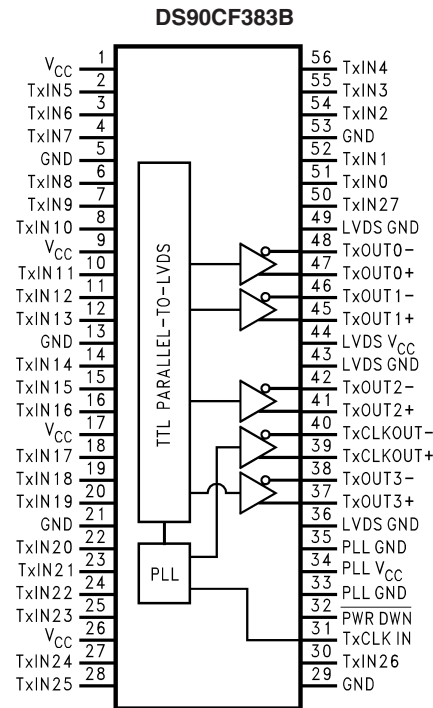 DS90CF383B
VCC 1
TxIN5 2
TxIN6 3
TxIN7 4
GND 5
TxIN8 6
TxIN9 7
TxIN10 8
VCC 9
TxIN11 10
TxIN12 11
TxIN13 12
GND 13
TxIN14 14
TxIN15 15
TxIN16 16
VCC 17
TxIN17 18
TxIN18 19
TxIN19 20
GND 21
TxIN20 22
TxIN21 23
TxIN22 24
TxIN23 25
VCC 26
TxIN24 27
TxIN25 28
TTL PARALLEL-TO-LVDS
PLL
56 TxIN4
55 TxIN3
54 TxIN2
53 GND
52 TxIN1
51 TxIN0
50 TxIN27
49 LVDS GND
48 TxOUT0-
47 TxOUT0+
46 TxOUT1-
45 TxOUT1+
44 LVDS VCC
43 LVDS GND
42 TxOUT2-
41 TxOUT2+
40 TxCLKOUT-
39 TxCLKOUT+
38 TxOUT3-
37 TxOUT3+
36 LVDS GND
35 PLL GND
34 PLL VCC
33 PLL GND
32 PWR DWN
31 TxCLK IN
30 TxIN26
29 GND